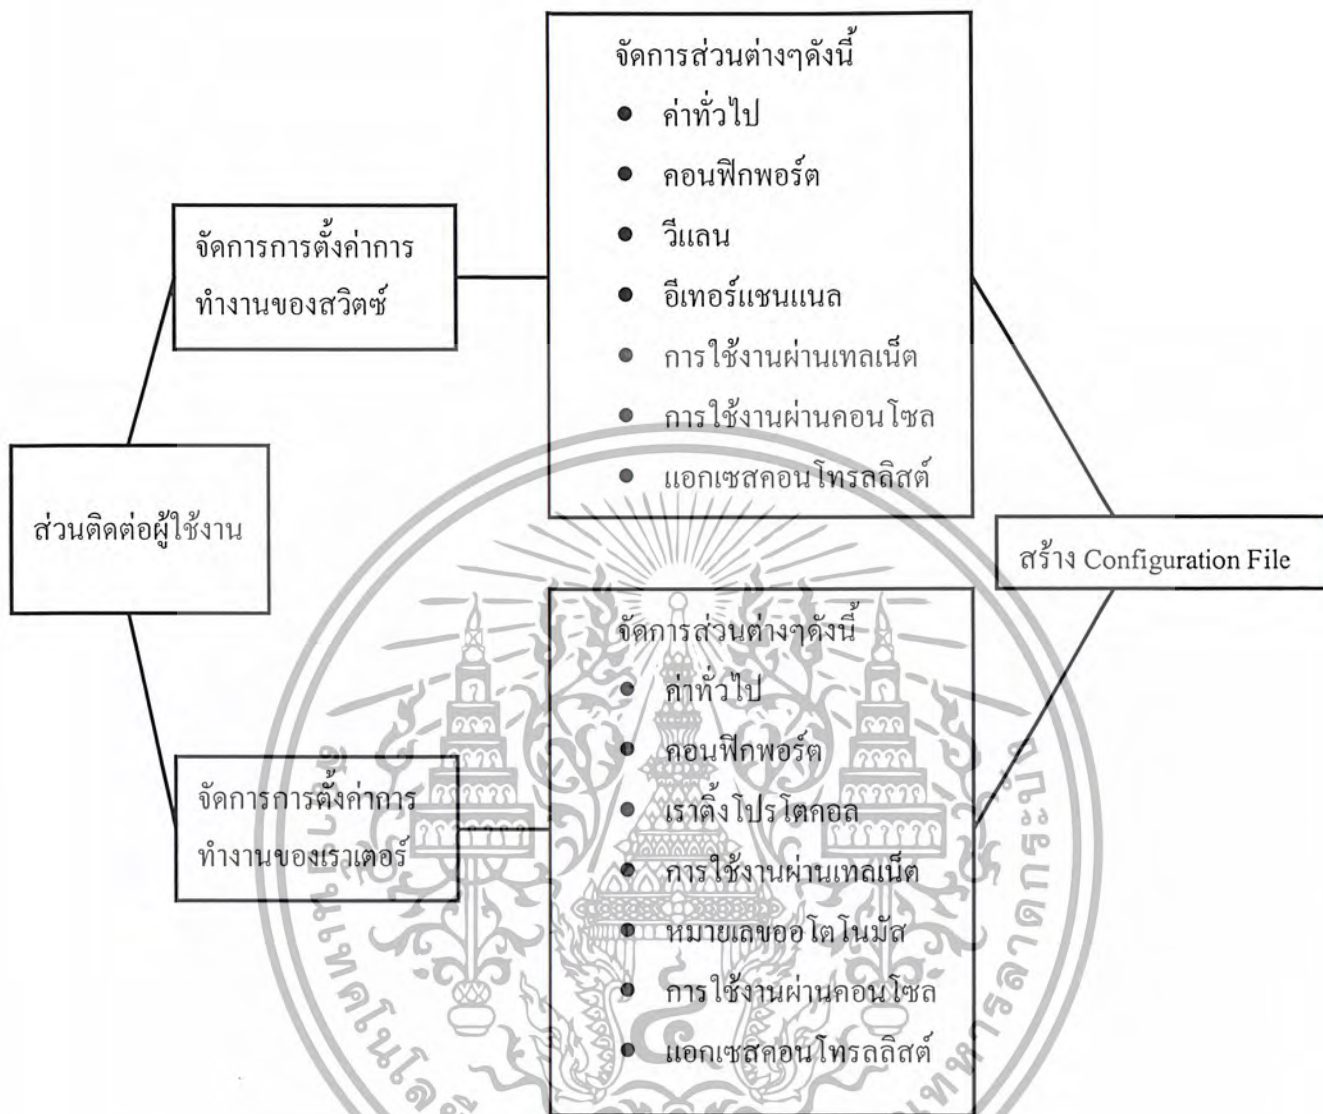 จัดการส่วนต่างๆดังนี้
● ค่าทั่วไป
● คอนฟิกพอร์ต
● วีแลน
● อีเทอร์แชนแนล
● การใช้งานผ่านเทลเน็ต
● การใช้งานผ่านคอนโซล
● แอกเซสคอนโทรลลิสต์
จัดการการตั้งค่าการ
ทำงานของสวิตซ์
ส่วนติดต่อผู้ใช้งาน
สร้าง Configuration File
จัดการการตั้งค่าการ
ทำงานของเราเตอร์
จัดการส่วนต่างๆดังนี้
● ค่าทั่วไป
● คอนฟิกพอร์ต
● เราติ้งโปรโตคอล
● การใช้งานผ่านเทลเน็ต
● หมายเลขออโตโนมัส
● การใช้งานผ่านคอนโซล
● แอกเซสคอนโทรลลิสต์